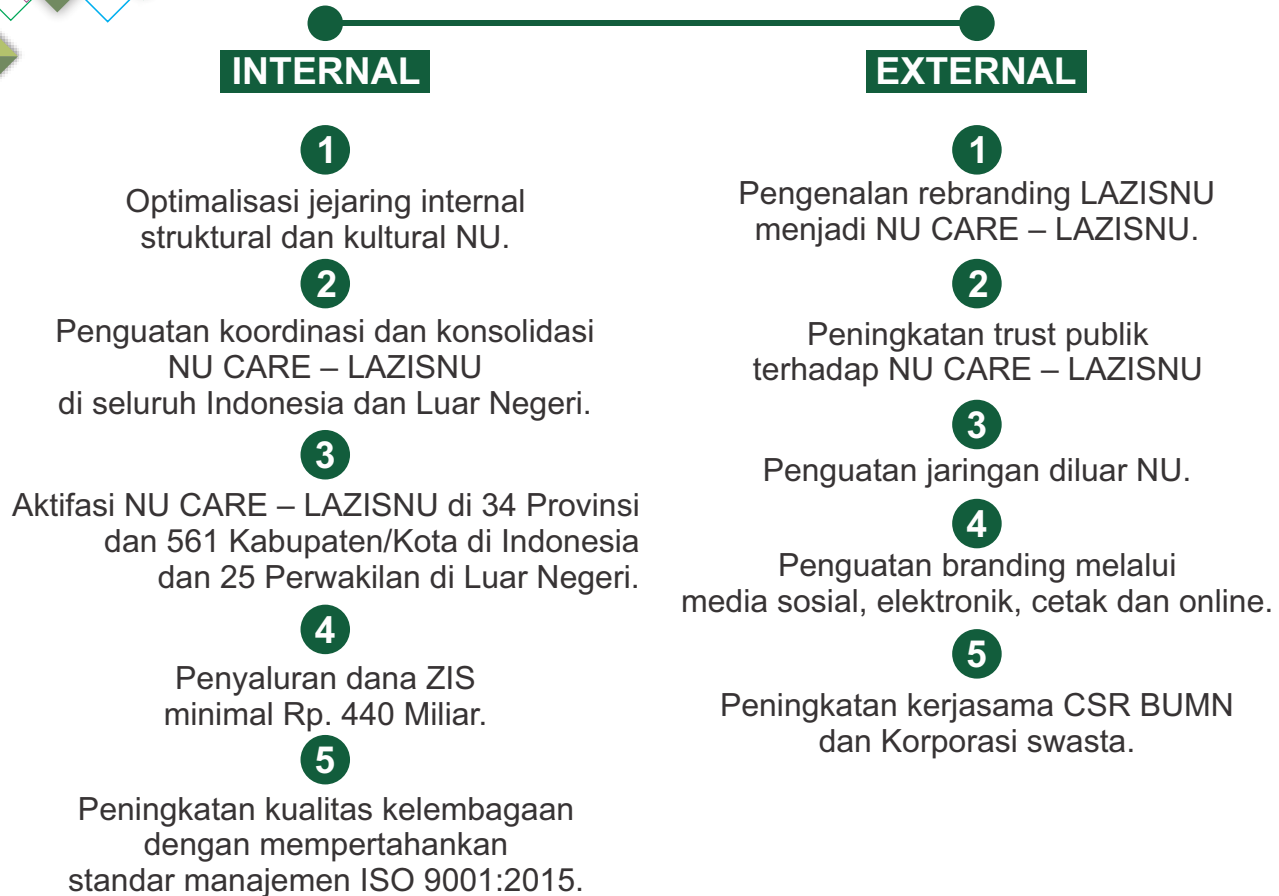 INTERNAL
1
Optimalisasi jejaring internal
struktural dan kultural NU.
2
Penguatan koordinasi dan konsolidasi
NU CARE – LAZISNU
di seluruh Indonesia dan Luar Negeri.
3
Aktifasi NU CARE – LAZISNU di 34 Provinsi
dan 561 Kabupaten/Kota di Indonesia
dan 25 Perwakilan di Luar Negeri.
4
Penyaluran dana ZIS
minimal Rp. 440 Miliar.
5
Peningkatan kualitas kelembagaan
dengan mempertahankan
standar manajemen ISO 9001:2015.
EXTERNAL
1
Pengenalan rebranding LAZISNU
menjadi NU CARE – LAZISNU.
2
Peningkatan trust publik
terhadap NU CARE – LAZISNU
3
Penguatan jaringan diluar NU.
4
Penguatan branding melalui
media sosial, elektronik, cetak dan online.
5
Peningkatan kerjasama CSR BUMN
dan Korporasi swasta.